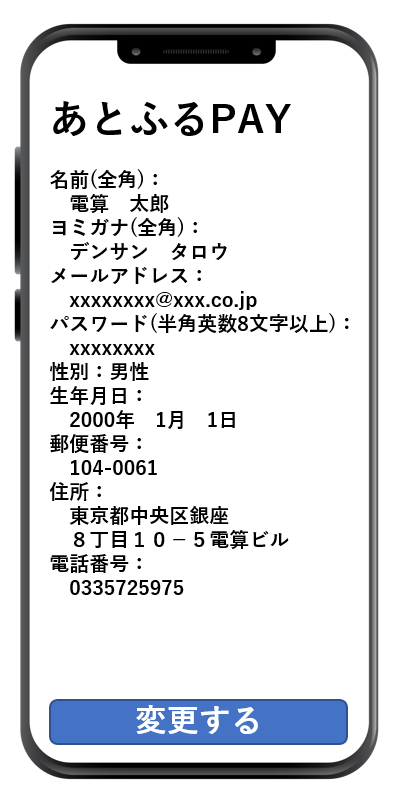 あとふるPAY
名前(全角)：
電算　太郎
ヨミガナ(全角)：
デンサン　タロウ
メールアドレス：
xxxxxxxx@xxx.co.jp
パスワード(半角英数8文字以上)：
xxxxxxxx
性別：男性
生年月日：
2000年　1月　1日
郵便番号：
104-0061
住所：
東京都中央区銀座
８丁目１０－５電算ビル
電話番号：
0335725975
変更する